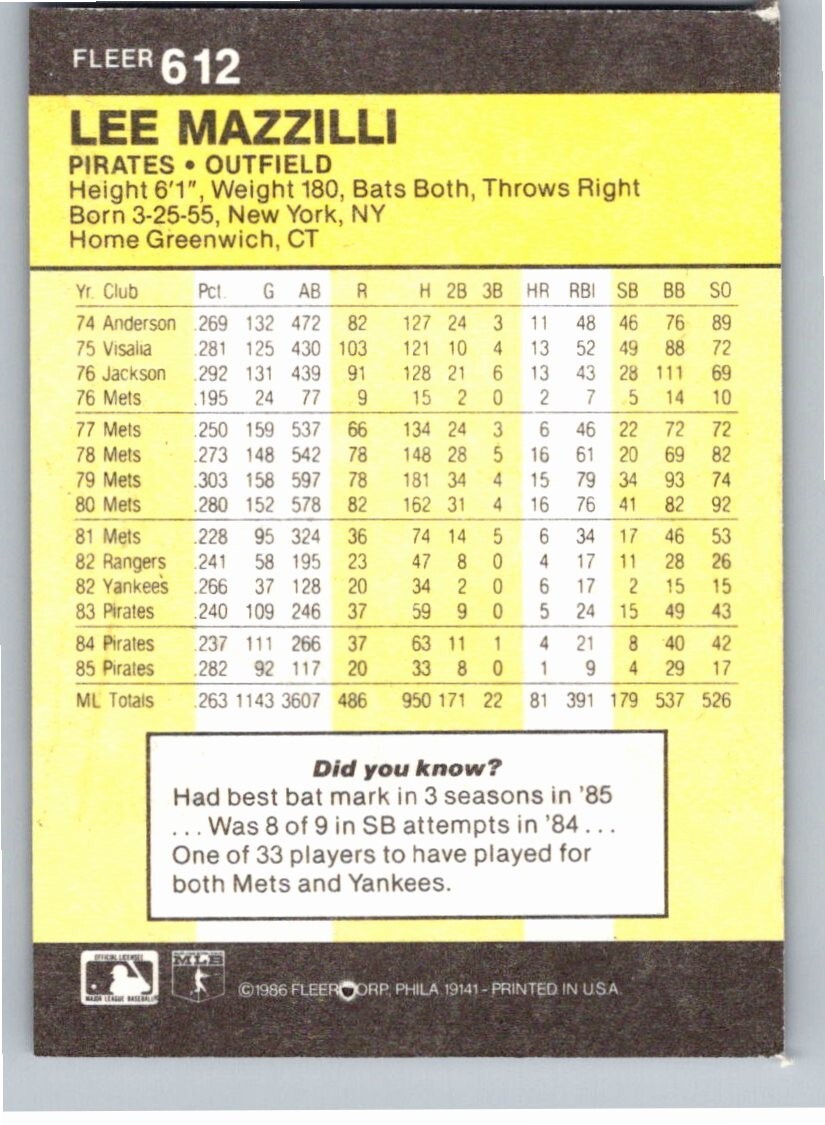 FLEER 612
LEE MAZZILLI
PIRATES • OUTFIELD
Height 6'1", Weight 180, Bats Both, Throws Right
Born 3-25-55, New York, NY
Home Greenwich, CT
Yr. Club Pct. G AB R H 2B 3B HR RBI SB BB SO
74 Anderson .269 132 472 82 127 24 3 11 48 46 76 89
75 Visalia .281 125 430 103 121 10 4 13 52 49 88 72
76 Jackson .292 131 439 91 128 21 6 13 43 28 111 69
76 Mets .195 24 77 9 15 2 0 2 7 5 14 10
77 Mets .250 159 537 66 134 24 3 6 46 22 72 72
78 Mets .273 148 542 78 148 28 5 16 61 20 69 82
79 Mets .303 158 597 78 181 34 4 15 79 34 93 74
80 Mets .280 152 578 82 162 31 4 16 76 41 82 92
81 Mets .228 95 324 36 74 14 5 6 34 17 46 53
82 Rangers .241 58 195 23 47 8 0 4 17 11 28 26
82 Yankees .266 37 128 20 34 2 0 6 17 2 15 15
83 Pirates .240 109 246 37 59 9 0 5 24 15 49 43
84 Pirates .237 111 266 37 63 11 1 4 21 8 40 42
85 Pirates .282 92 117 20 33 8 0 1 9 4 29 17
ML Totals .263 1143 3607 486 950 171 22 81 391 179 537 526
Did you know?
Had best bat mark in 3 seasons in '85
... Was 8 of 9 in SB attempts in '84 ...
One of 33 players to have played for
both Mets and Yankees.
OFFICIAL LICENSEE
MAJOR LEAGUE BASEBALL
MLB
©1986 FLEER CORP., PHILA. 19141 - PRINTED IN U.S.A.